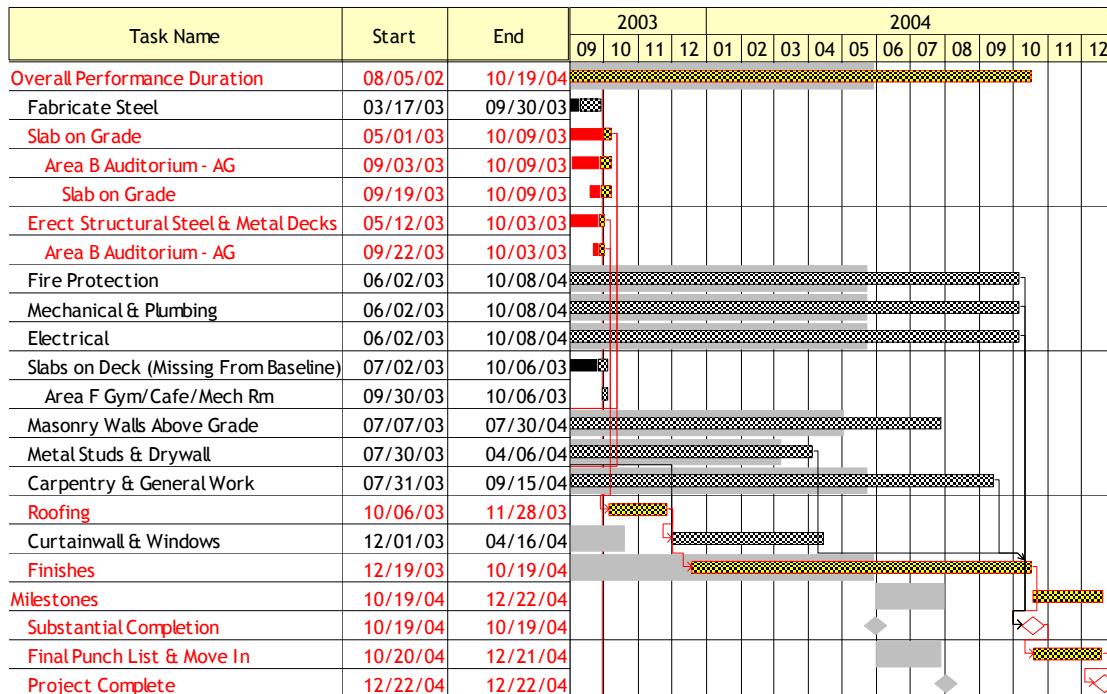 Task Name Start End 2003 2004
09 10 11 12 01 02 03 04 05 06 07 08 09 10 11 12
Overall Performance Duration 08/05/02 10/19/04
Fabricate Steel 03/17/03 09/30/03
Slab on Grade 05/01/03 10/09/03
Area B Auditorium - AG 09/03/03 10/09/03
Slab on Grade 09/19/03 10/09/03
Erect Structural Steel & Metal Decks 05/12/03 10/03/03
Area B Auditorium - AG 09/22/03 10/03/03
Fire Protection 06/02/03 10/08/04
Mechanical & Plumbing 06/02/03 10/08/04
Electrical 06/02/03 10/08/04
Slabs on Deck (Missing From Baseline) 07/02/03 10/06/03
Area F Gym/Cafe/Mech Rm 09/30/03 10/06/03
Masonry Walls Above Grade 07/07/03 07/30/04
Metal Studs & Drywall 07/30/03 04/06/04
Carpentry & General Work 07/31/03 09/15/04
Roofing 10/06/03 11/28/03
Curtainwall & Windows 12/01/03 04/16/04
Finishes 12/19/03 10/19/04
Milestones 10/19/04 12/22/04
Substantial Completion 10/19/04 10/19/04
Final Punch List & Move In 10/20/04 12/21/04
Project Complete 12/22/04 12/22/04